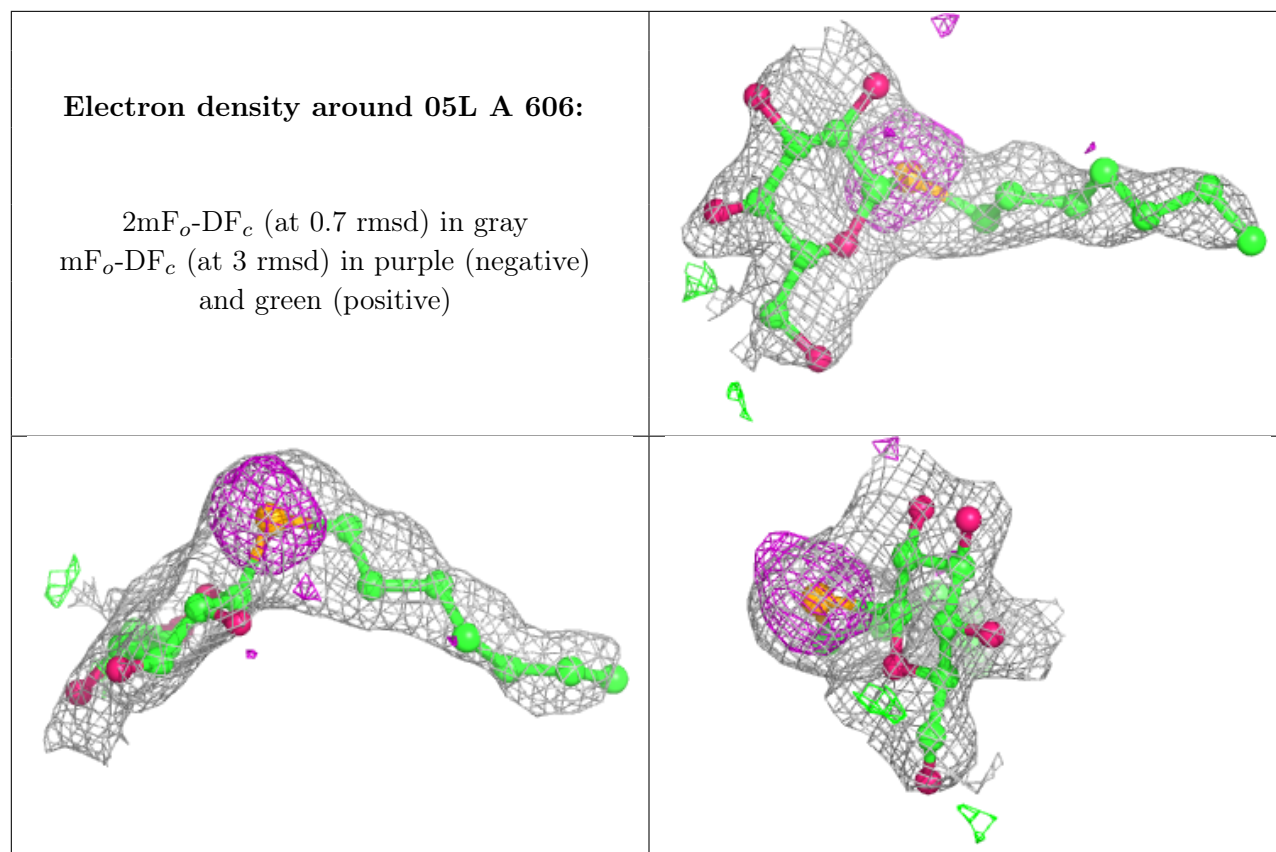 Electron density around 05L A 606:
2mFₒ-DF𝒸 (at 0.7 rmsd) in gray
mFₒ-DF𝒸 (at 3 rmsd) in purple (negative)
and green (positive)